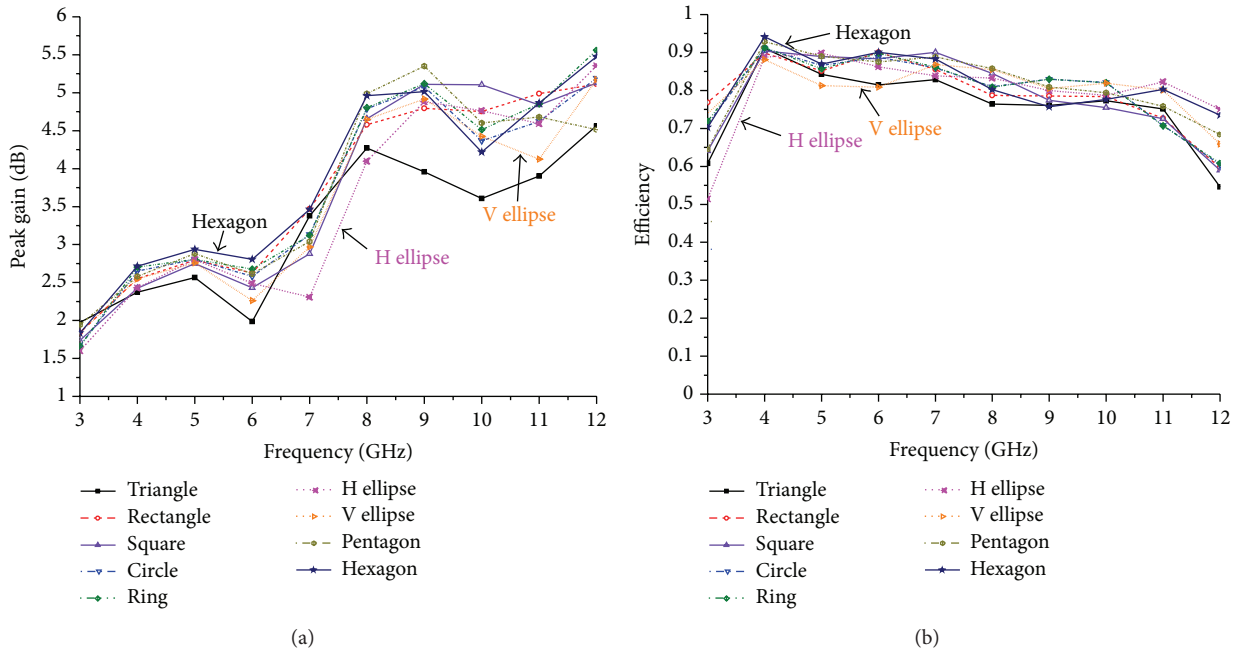 6
5.5
5
4.5
4
3.5
3
2.5
2
1.5
1
Peak gain (dB)
Hexagon
H ellipse
V ellipse
3 4 5 6 7 8 9 10 11 12
Frequency (GHz)
Triangle
Rectangle
Square
Circle
Ring
H ellipse
V ellipse
Pentagon
Hexagon
(a)
1
0.9
0.8
0.7
0.6
0.5
0.4
0.3
0.2
0.1
0
Efficiency
Hexagon
H ellipse
V ellipse
3 4 5 6 7 8 9 10 11 12
Frequency (GHz)
Triangle
Rectangle
Square
Circle
Ring
H ellipse
V ellipse
Pentagon
Hexagon
(b)